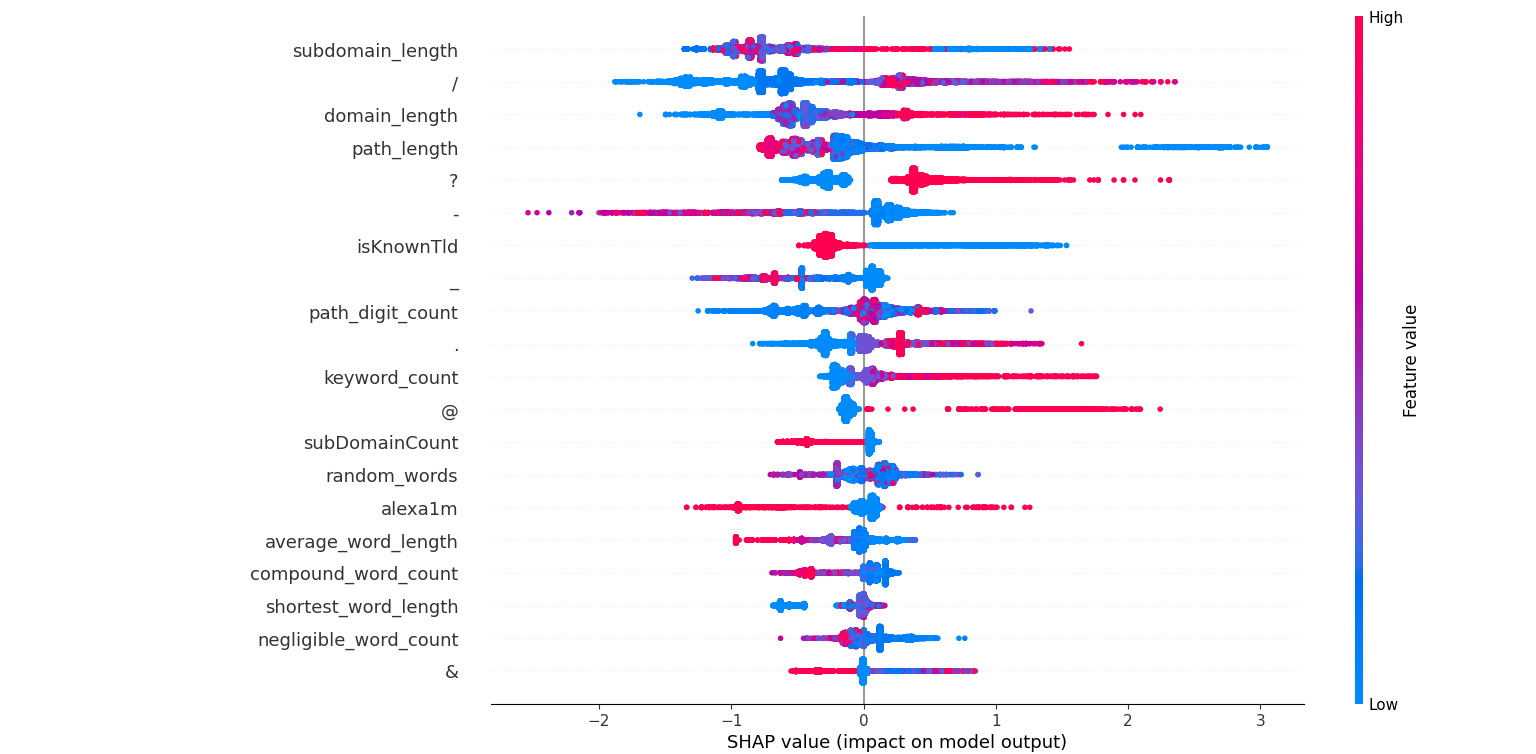 High
subdomain_length
/
domain_length
path_length
?
-
isKnownTld
_
path_digit_count
.
keyword_count
@
subDomainCount
random_words
alexa1m
average_word_length
compound_word_count
shortest_word_length
negligible_word_count
&
Feature value
Low
−2 −1 0 1 2 3
SHAP value (impact on model output)